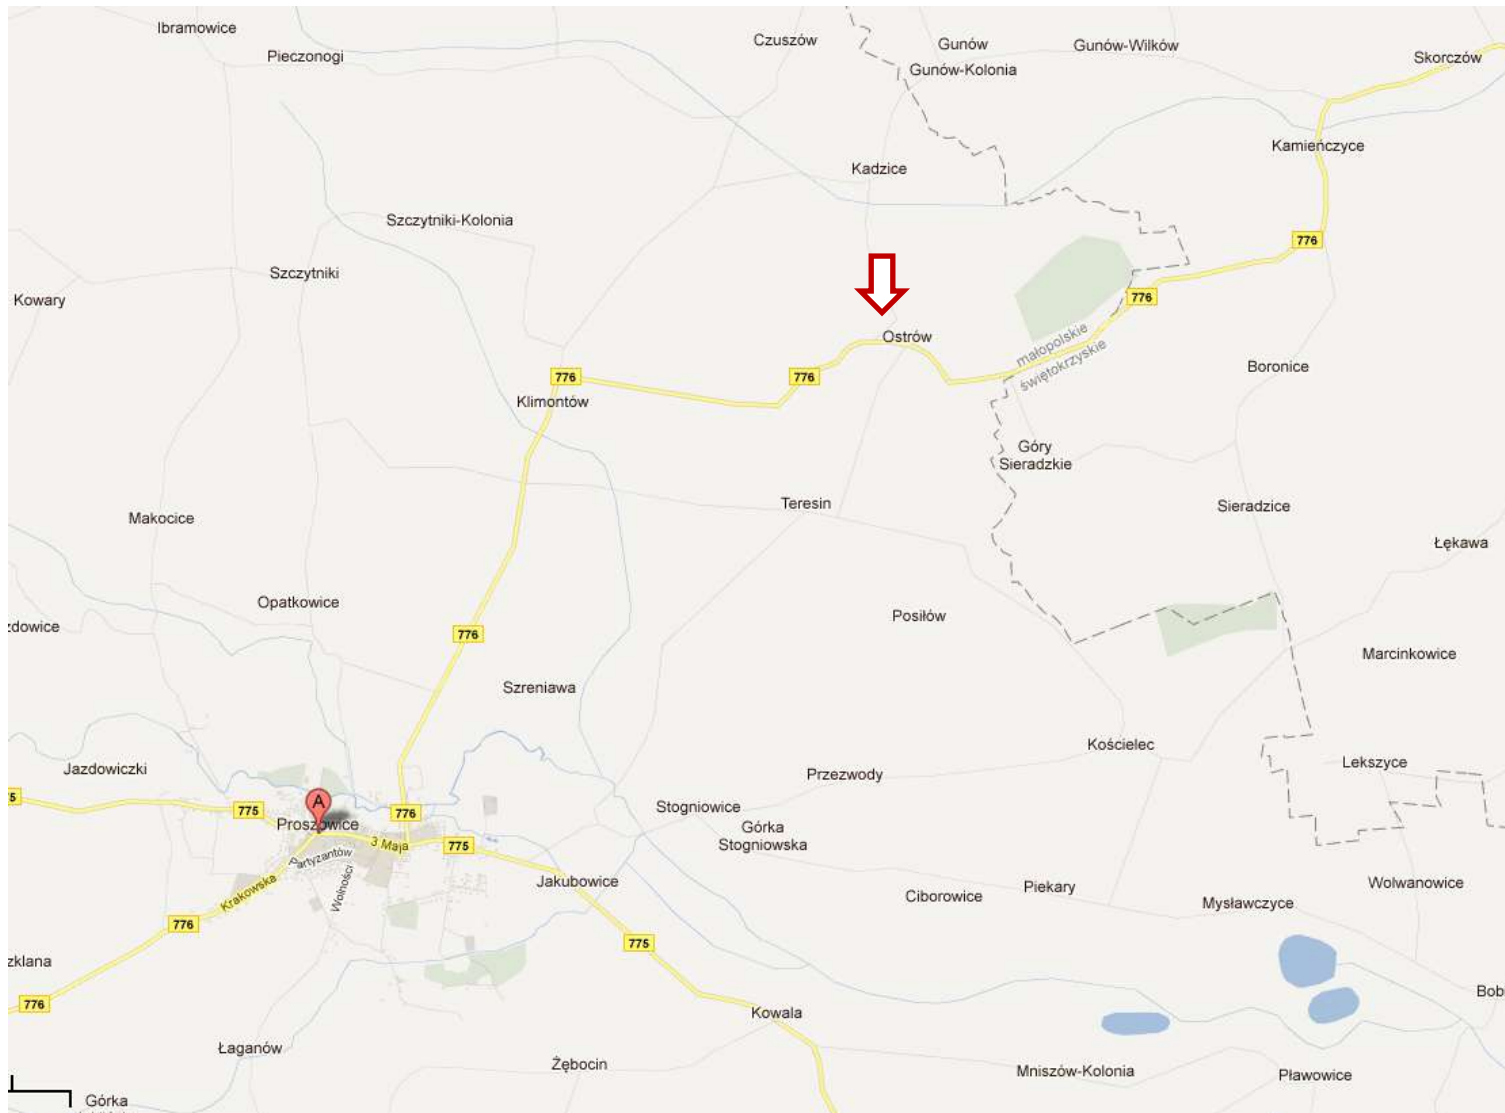 Ibramowice
Pieczonogi
Czuszów
Gunów
Gunów-Wilków
Skorczów
Gunów-Kolonia
Kamieńczyce
Kadzice
Szczytniki-Kolonia
776
Szczytniki
Kowary
776
Ostrów
małopolskie
świętokrzyskie
776
776
Boronice
Klimontów
Góry
Sieradzkie
Teresin
Sieradzice
Makocice
Łękawa
Opatkowice
Posiłów
zdowice
776
Marcinkowice
Szreniawa
Kościelec
Jazdowiczki
Lekszyce
Przezwody
775
Stogniowice
776
A
Proszowice
Górka
Stogniowska
3 Maja
775
Partyzantów
Wolności
Krakowska
Jakubowice
Ciborowice
Piekary
Wolwanowice
Mysławczyce
776
775
zklana
776
Bob
Kowala
Łaganów
Żębocin
Mniszów-Kolonia
Pławowice
Górka